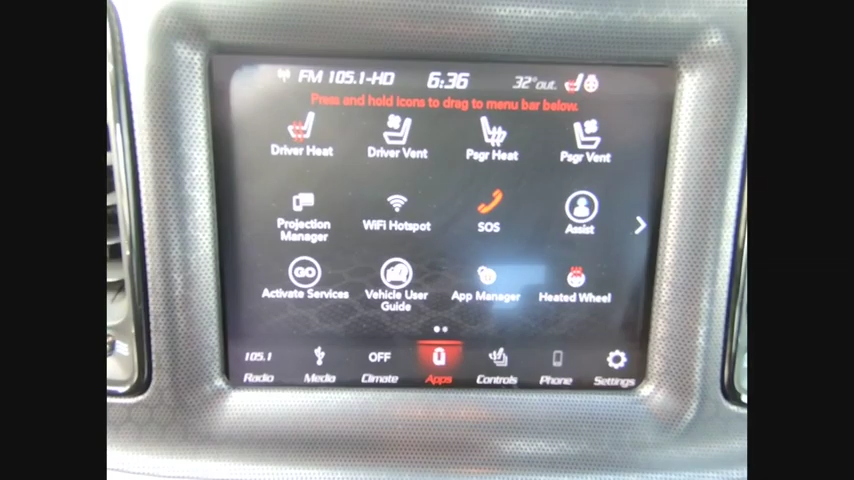 FM 105.1-HD 6:36 32° out.
Press and hold icons to drag to menu bar below.
Driver Heat Driver Vent Psgr Heat Psgr Vent
Projection Manager WiFi Hotspot SOS Assist
GO
Activate Services Vehicle User Guide App Manager Heated Wheel
105.1 OFF
Radio Media Climate Apps Controls Phone Settings